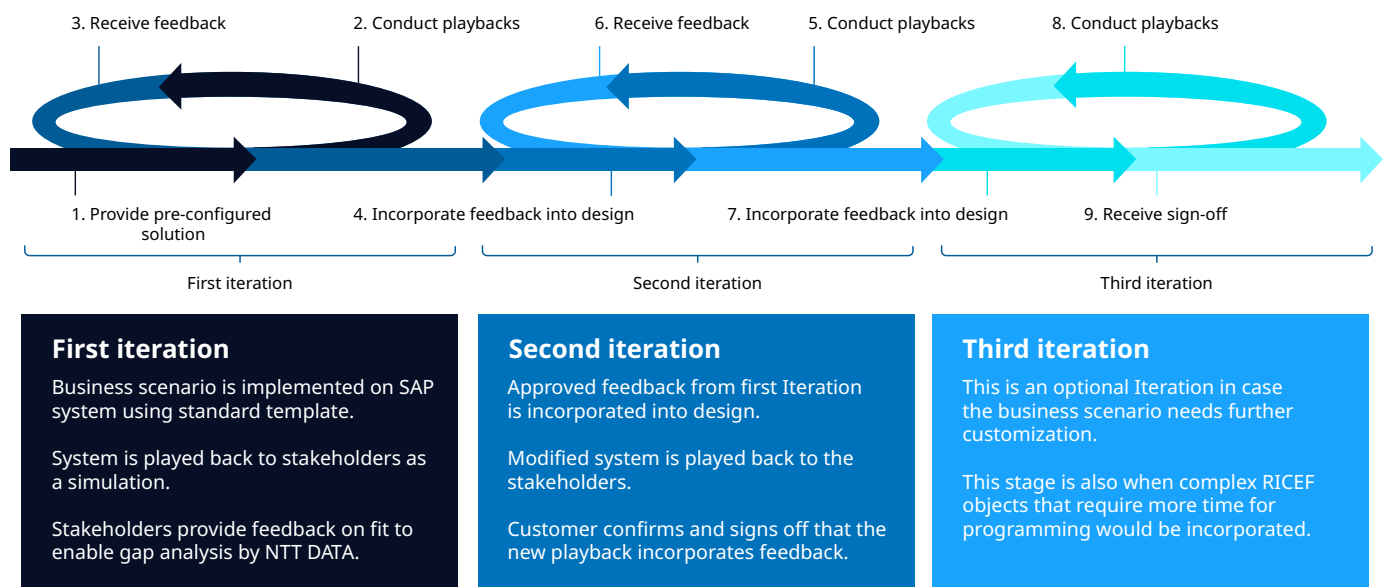 3. Receive feedback
2. Conduct playbacks
6. Receive feedback
5. Conduct playbacks
8. Conduct playbacks
1. Provide pre-configured
solution
4. Incorporate feedback into design
7. Incorporate feedback into design
9. Receive sign-off
First iteration
Second iteration
Third iteration
First iteration
Business scenario is implemented on SAP
system using standard template.
System is played back to stakeholders as
a simulation.
Stakeholders provide feedback on fit to
enable gap analysis by NTT DATA.
Second iteration
Approved feedback from first Iteration
is incorporated into design.
Modified system is played back to the
stakeholders.
Customer confirms and signs off that the
new playback incorporates feedback.
Third iteration
This is an optional Iteration in case
the business scenario needs further
customization.
This stage is also when complex RICEF
objects that require more time for
programming would be incorporated.